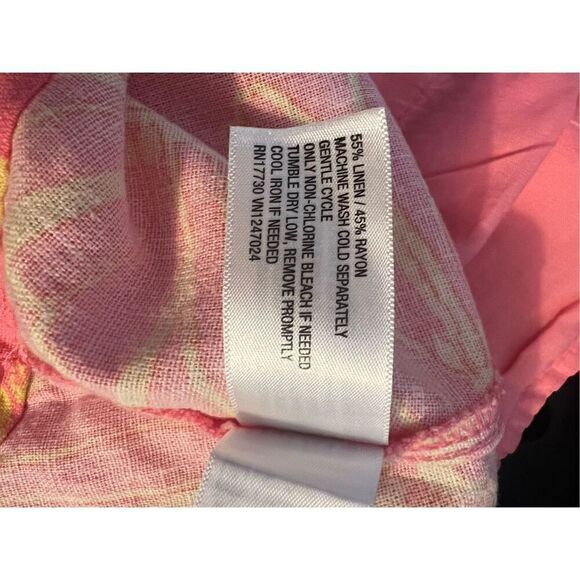 55% LINEN / 45% RAYON
MACHINE WASH COLD SEPARATELY
GENTLE CYCLE
ONLY NON-CHLORINE BLEACH IF NEEDED
TUMBLE DRY LOW, REMOVE PROMPTLY
COOL IRON IF NEEDED
RN17730 VN1247024